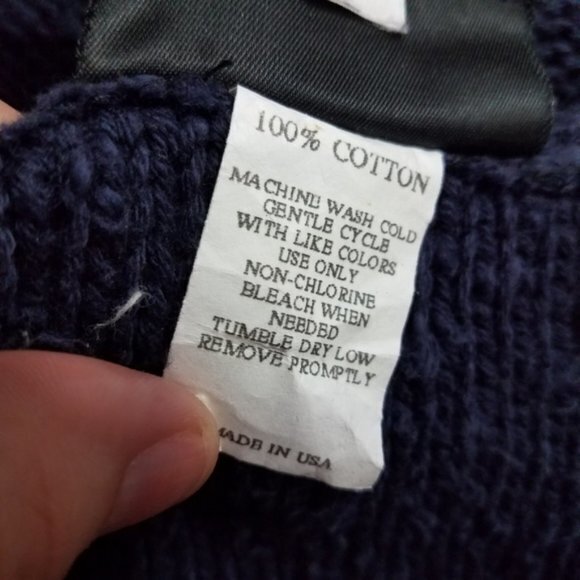 100% COTTON
MACHINE WASH COLD
GENTLE CYCLE
WITH LIKE COLORS
USE ONLY
NON-CHLORINE
BLEACH WHEN
NEEDED
TUMBLE DRY LOW
REMOVE PROMPTLY
MADE IN USA